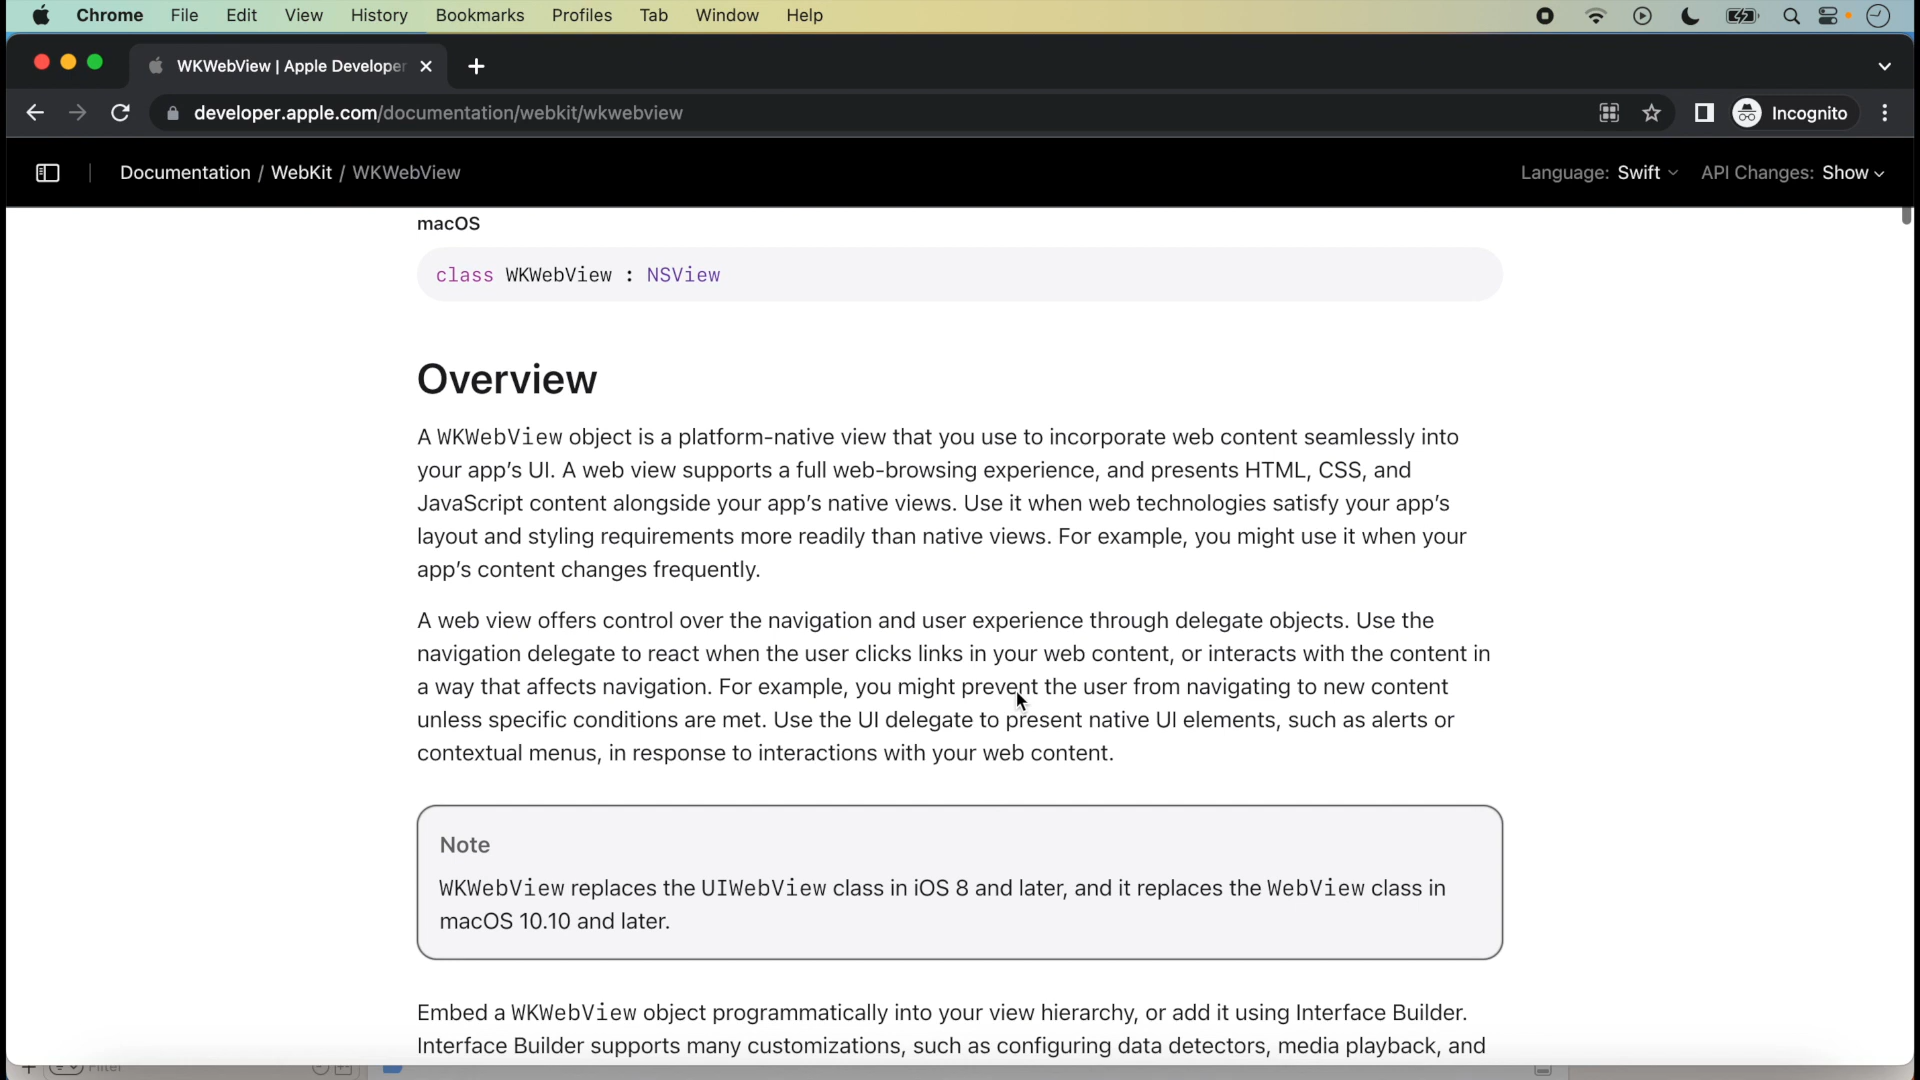 Chrome File Edit View History Bookmarks Profiles Tab Window Help
WKWebView | Apple Developer
developer.apple.com/documentation/webkit/wkwebview
Incognito
Documentation / WebKit / WKWebView
Language: Swift API Changes: Show
macOS
class WKWebView : NSView
Overview
A WKWebView object is a platform-native view that you use to incorporate web content seamlessly into
your app’s UI. A web view supports a full web-browsing experience, and presents HTML, CSS, and
JavaScript content alongside your app’s native views. Use it when web technologies satisfy your app’s
layout and styling requirements more readily than native views. For example, you might use it when your
app’s content changes frequently.
A web view offers control over the navigation and user experience through delegate objects. Use the
navigation delegate to react when the user clicks links in your web content, or interacts with the content in
a way that affects navigation. For example, you might prevent the user from navigating to new content
unless specific conditions are met. Use the UI delegate to present native UI elements, such as alerts or
contextual menus, in response to interactions with your web content.
Note
WKWebView replaces the UIWebView class in iOS 8 and later, and it replaces the WebView class in
macOS 10.10 and later.
Embed a WKWebView object programmatically into your view hierarchy, or add it using Interface Builder.
Interface Builder supports many customizations, such as configuring data detectors, media playback, and
Filter